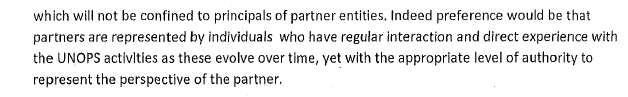 which will not be confined to principals of partner entities. Indeed preference would be that
partners are represented by individuals who have regular interaction and direct experience with
the UNOPS activities as these evolve over time, yet with the appropriate level of authority to
represent the perspective of the partner.